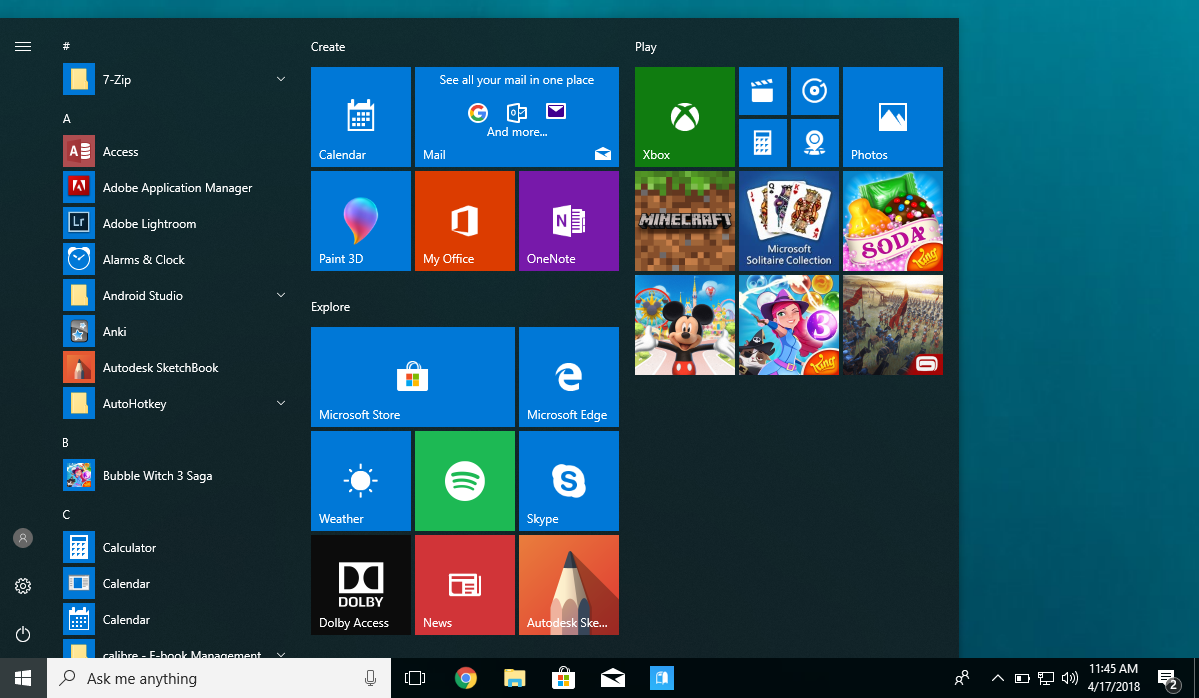 #
7-Zip
A
Access
Adobe Application Manager
Lr
Adobe Lightroom
Alarms & Clock
Android Studio
Anki
Autodesk SketchBook
AutoHotkey
B
Bubble Witch 3 Saga
C
Calculator
Calendar
Calendar
calibre - E-book Management
Create
Calendar
See all your mail in one place
And more...
Mail
Paint 3D
My Office
N
OneNote
Explore
Microsoft Store
Microsoft Edge
Weather
S
Skype
DOLBY
Dolby Access
News
Autodesk Ske...
Play
Xbox
Photos
MINECRAFT
Microsoft
Solitaire Collection
SODA
King
3
King
Ask me anything
11:45 AM
4/17/2018
2